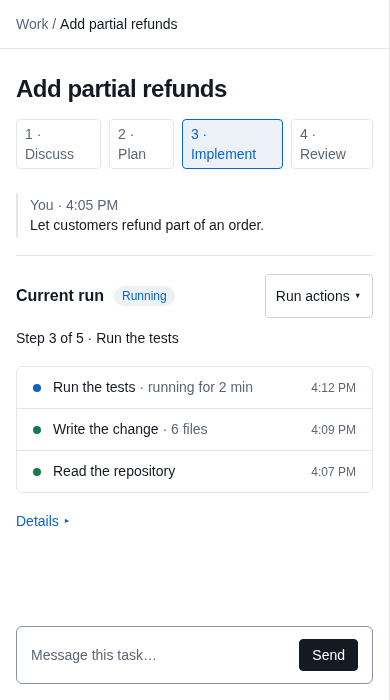 Work / Add partial refunds
Add partial refunds
1 · Discuss
2 · Plan
3 · Implement
4 · Review
You · 4:05 PM
Let customers refund part of an order.
Current run Running Run actions ▾
Step 3 of 5 · Run the tests
Run the tests · running for 2 min 4:12 PM
Write the change · 6 files 4:09 PM
Read the repository 4:07 PM
Details ▸
Message this task… Send